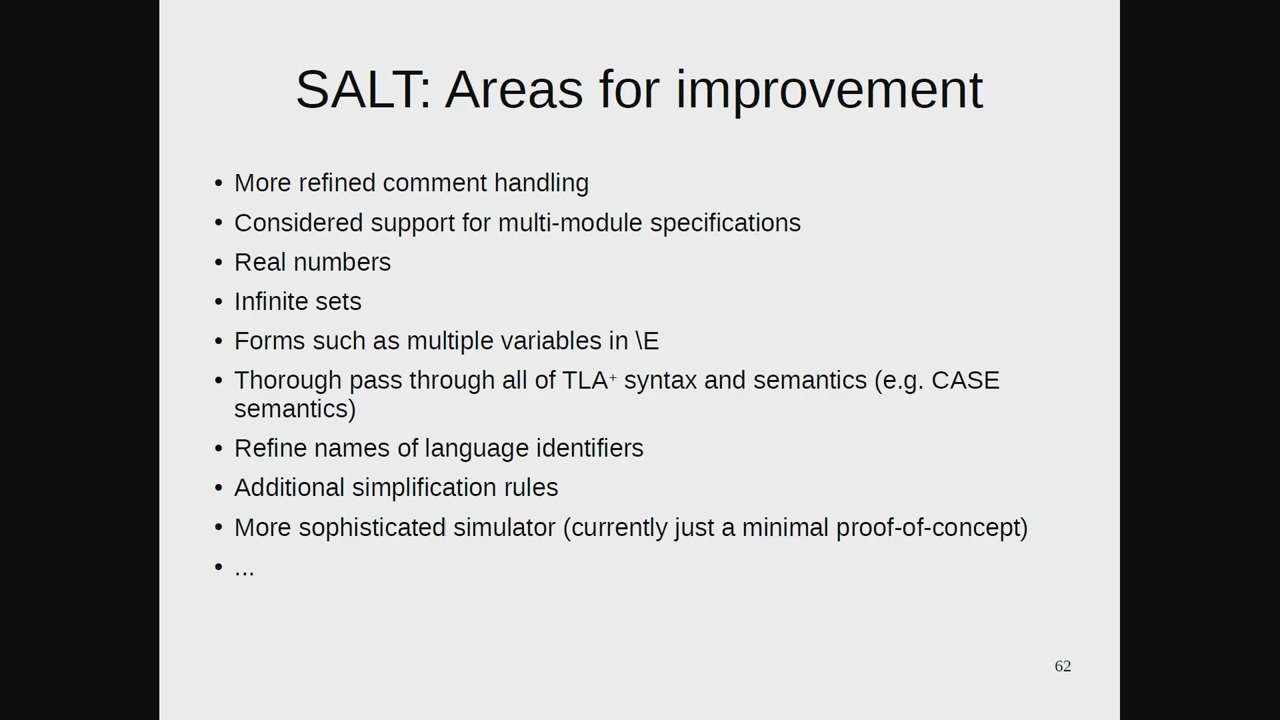 SALT: Areas for improvement
• More refined comment handling
• Considered support for multi-module specifications
• Real numbers
• Infinite sets
• Forms such as multiple variables in \E
• Thorough pass through all of TLA⁺ syntax and semantics (e.g. CASE
semantics)
• Refine names of language identifiers
• Additional simplification rules
• More sophisticated simulator (currently just a minimal proof-of-concept)
• ...
62